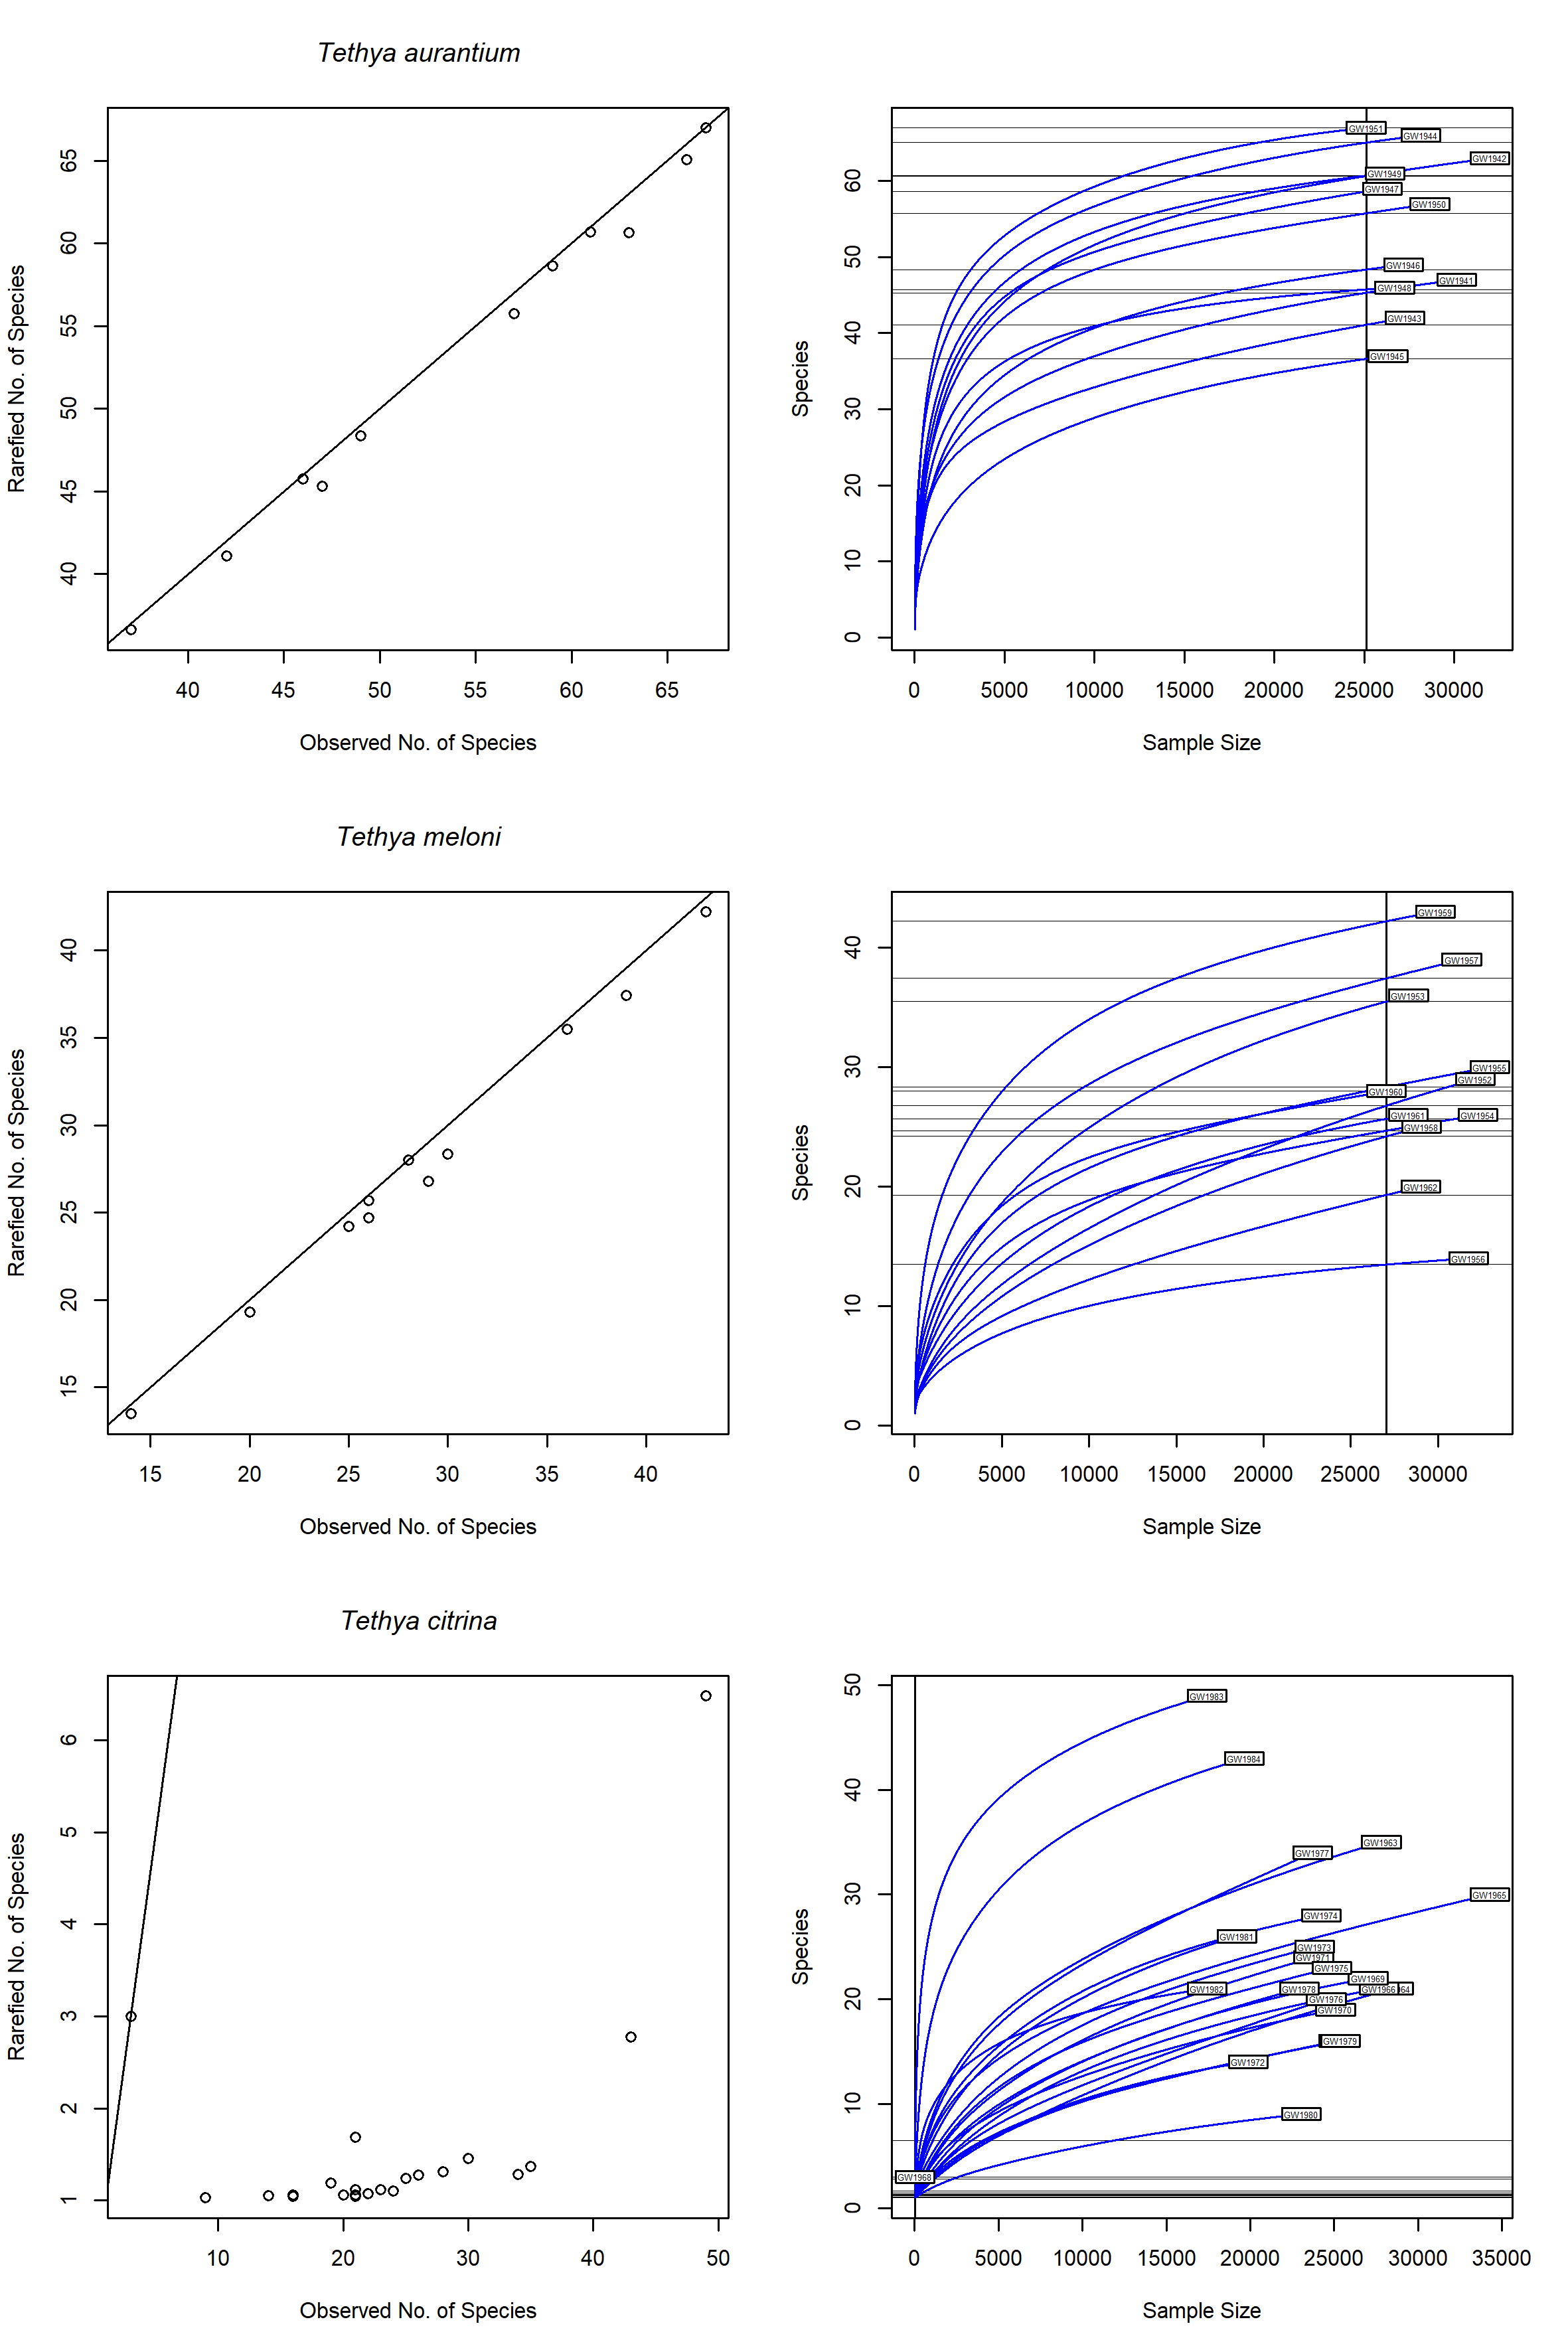 Tethya aurantium
Rarefied No. of Species
65
60
55
50
45
40
40 45 50 55 60 65
Observed No. of Species
Species
60
50
40
30
20
10
0
GW1951
GW1944
GW1942
GW1949
GW1947
GW1950
GW1946
GW1941
GW1948
GW1943
GW1945
0 5000 10000 15000 20000 25000 30000
Sample Size
Tethya meloni
Rarefied No. of Species
40
35
30
25
20
15
15 20 25 30 35 40
Observed No. of Species
Species
40
30
20
10
0
GW1959
GW1957
GW1953
GW1955
GW1952
GW1960
GW1961
GW1954
GW1958
GW1962
GW1956
0 5000 10000 15000 20000 25000 30000
Sample Size
Tethya citrina
Rarefied No. of Species
6
5
4
3
2
1
10 20 30 40 50
Observed No. of Species
Species
50
40
30
20
10
0
GW1983
GW1984
GW1963
GW1977
GW1965
GW1974
GW1981
GW1973
GW1971
GW1975
GW1969
GW1982
GW1978
GW1966
64
GW1976
GW1970
GW1979
GW1972
GW1980
GW1968
0 5000 10000 15000 20000 25000 30000 35000
Sample Size